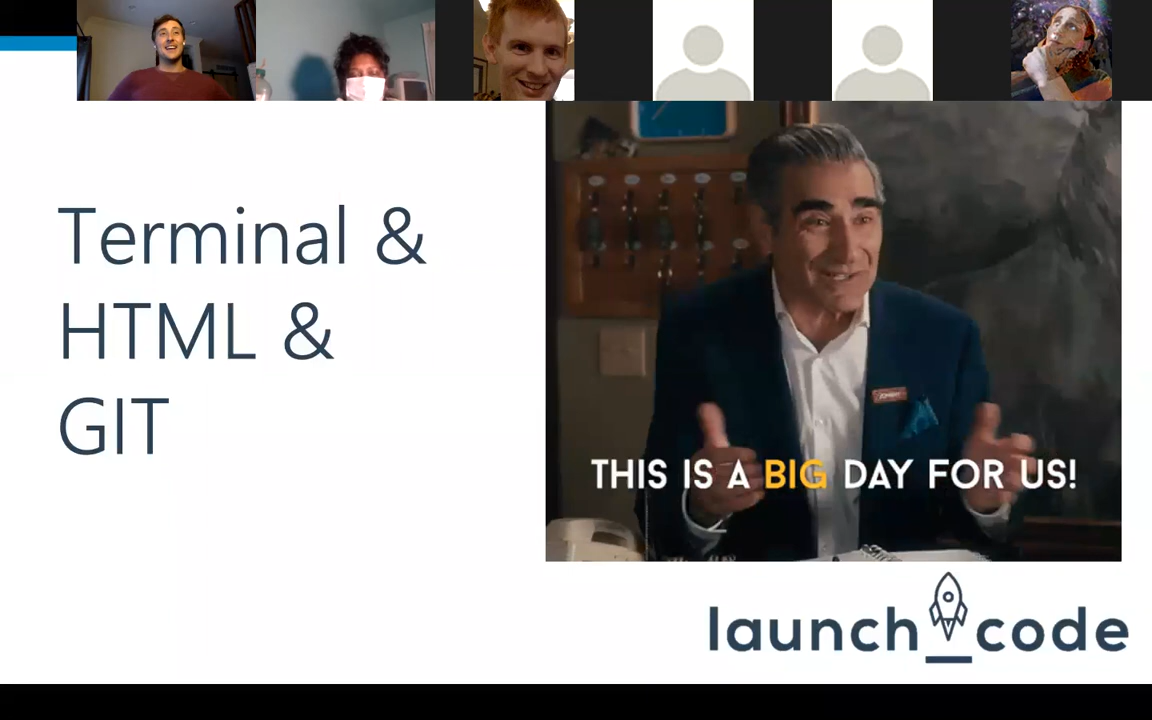 Terminal &
HTML &
GIT
THIS IS A BIG DAY FOR US!
launch_code